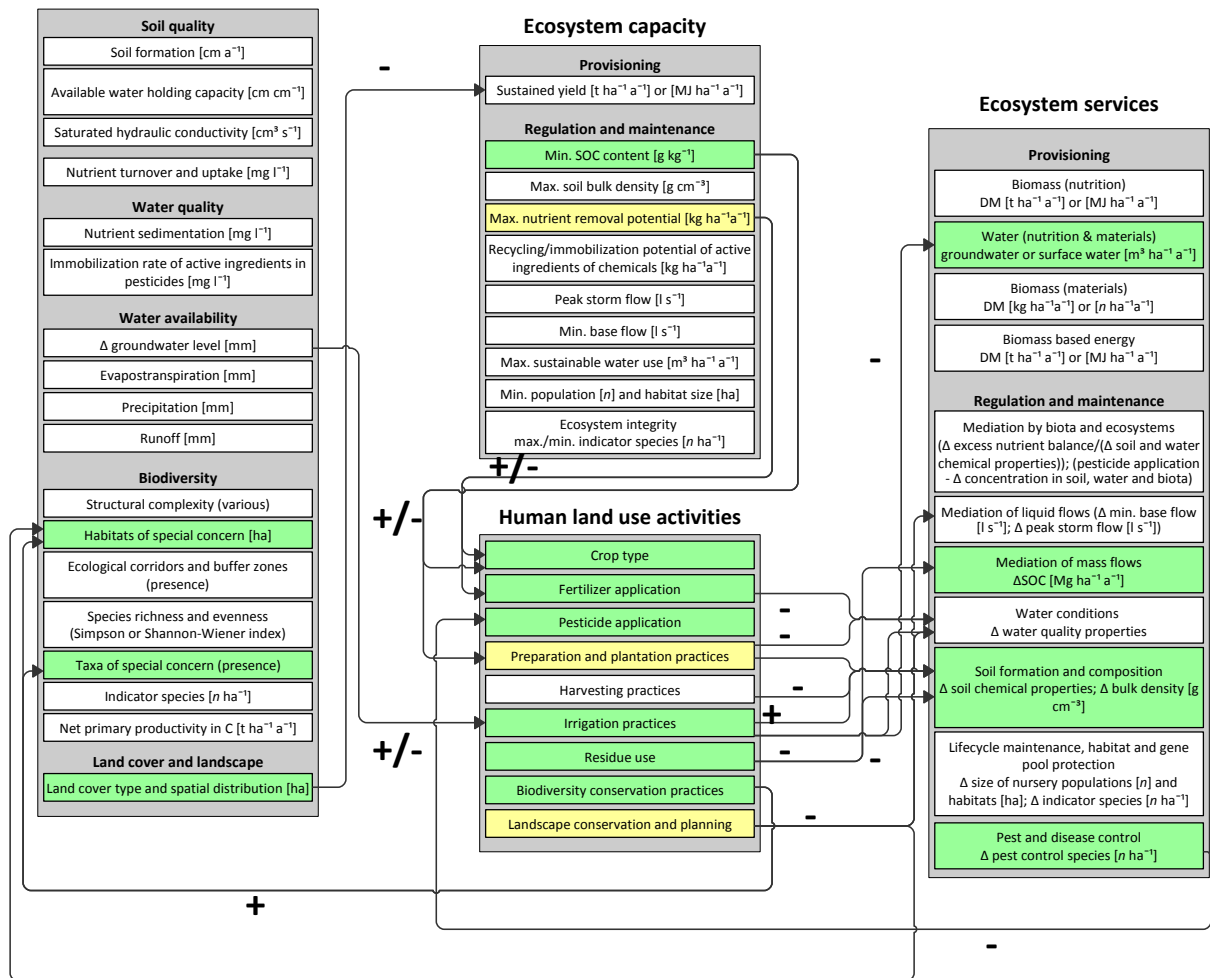 Soil quality
Soil formation [cm a⁻¹]
Available water holding capacity [cm cm⁻¹]
Saturated hydraulic conductivity [cm³ s⁻¹]
Nutrient turnover and uptake [mg l⁻¹]
Water quality
Nutrient sedimentation [mg l⁻¹]
Immobilization rate of active ingredients in
pesticides [mg l⁻¹]
Water availability
Δ groundwater level [mm]
Evapostranspiration [mm]
Precipitation [mm]
Runoff [mm]
Biodiversity
Structural complexity (various)
Habitats of special concern [ha]
Ecological corridors and buffer zones
(presence)
Species richness and evenness
(Simpson or Shannon-Wiener index)
Taxa of special concern (presence)
Indicator species [n ha⁻¹]
Net primary productivity in C [t ha⁻¹ a⁻¹]
Land cover and landscape
Land cover type and spatial distribution [ha]
-
Ecosystem capacity
Provisioning
Sustained yield [t ha⁻¹ a⁻¹] or [MJ ha⁻¹ a⁻¹]
Regulation and maintenance
Min. SOC content [g kg⁻¹]
Max. soil bulk density [g cm⁻³]
Max. nutrient removal potential [kg ha⁻¹a⁻¹]
Recycling/immobilization potential of active
ingredients of chemicals [kg ha⁻¹a⁻¹]
Peak storm flow [l s⁻¹]
Min. base flow [l s⁻¹]
Max. sustainable water use [m³ ha⁻¹ a⁻¹]
Min. population [n] and habitat size [ha]
Ecosystem integrity
max./min. indicator species [n ha⁻¹]
+/-
+/-
Human land use activities
Crop type
Fertilizer application
Pesticide application
Preparation and plantation practices
Harvesting practices
Irrigation practices
Residue use
Biodiversity conservation practices
Landscape conservation and planning
+/-
-
-
-
+
-
-
-
-
Ecosystem services
Provisioning
Biomass (nutrition)
DM [t ha⁻¹ a⁻¹] or [MJ ha⁻¹ a⁻¹]
Water (nutrition & materials)
groundwater or surface water [m³ ha⁻¹ a⁻¹]
Biomass (materials)
DM [kg ha⁻¹a⁻¹] or [n ha⁻¹a⁻¹]
Biomass based energy
DM [t ha⁻¹ a⁻¹] or [MJ ha⁻¹ a⁻¹]
Regulation and maintenance
Mediation by biota and ecosystems
(Δ excess nutrient balance/(Δ soil and water
chemical properties)); (pesticide application
- Δ concentration in soil, water and biota)
Mediation of liquid flows (Δ min. base flow
[l s⁻¹]; Δ peak storm flow [l s⁻¹])
Mediation of mass flows
ΔSOC [Mg ha⁻¹ a⁻¹]
Water conditions
Δ water quality properties
Soil formation and composition
Δ soil chemical properties; Δ bulk density [g
cm⁻³]
Lifecycle maintenance, habitat and gene
pool protection
Δ size of nursery populations [n] and
habitats [ha]; Δ indicator species [n ha⁻¹]
Pest and disease control
Δ pest control species [n ha⁻¹]
+
-